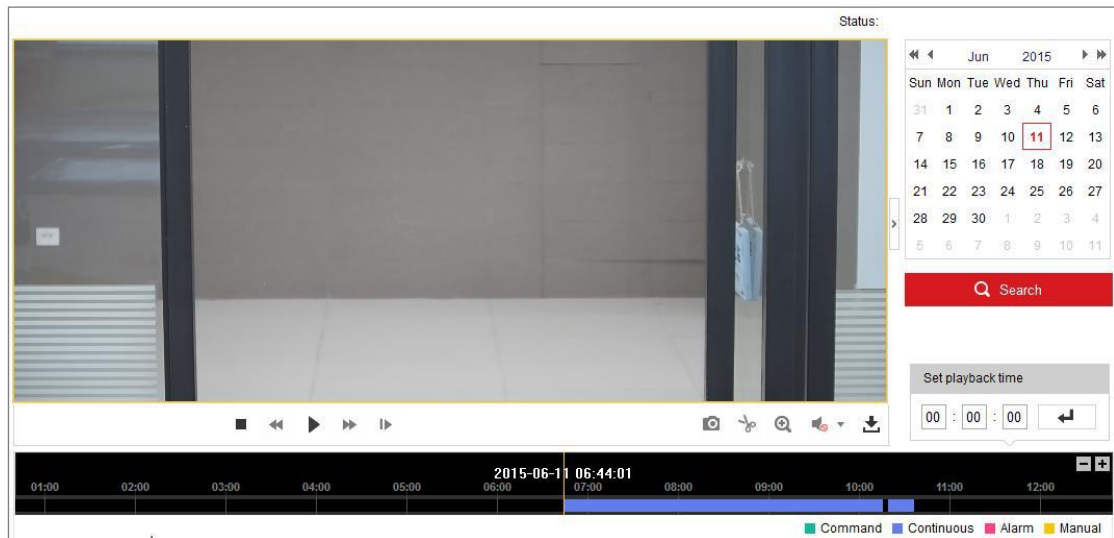 Status:
Jun 2015
Sun Mon Tue Wed Thu Fri Sat
31 1 2 3 4 5 6
7 8 9 10 11 12 13
14 15 16 17 18 19 20
21 22 23 24 25 26 27
28 29 30 1 2 3 4
5 6 7 8 9 10 11
Search
Set playback time
00 : 00 : 00
2015-06-11 06:44:01
01:00 02:00 03:00 04:00 05:00 06:00 07:00 08:00 09:00 10:00 11:00 12:00
Command Continuous Alarm Manual